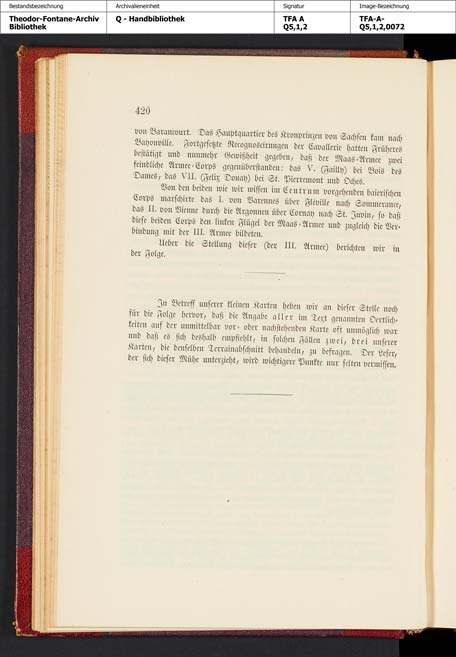 Bestandsbezeichnung
Archivalieneinheit
Signatur
Image-Bezeichnung
Theodor-Fontane-Archiv
Bibliothek
Q - Handbibliothek
TFA A
Q5,1,2
TFA-A-
Q5,1,2,0072
420
von Barancourt. Das Hauptquartier des Kronprinzen von Sachsen kam nach
Bayonville. Fortgesetzte Recognoscirungen der Cavallerie hatten Früheres
bestätigt und nunmehr Gewißheit gegeben, daß der Maas-Armee zwei
feindliche Armee-Corps gegenüberstanden: das V. (Failly) bei Bois des
Dames, das VII. (Felix Douay) bei St. Pierremont und Oches.
Von den beiden wie wir wissen im Centrum vorgehenden baierischen
Corps marschirte das I. von Varennes über Fléville nach Sommerance,
das II. von Vienne durch die Argonnen über Cornay nach St. Juvin, so daß
diese beiden Corps den linken Flügel der Maas-Armee und zugleich die Ver-
bindung mit der III. Armee bildeten.
Ueber die Stellung dieser (der III. Armee) berichten wir in
der Folge.
In Betreff unserer kleinen Karten heben wir an dieser Stelle noch
für die Folge hervor, daß die Angabe aller im Text genannten Oertlich-
keiten auf der unmittelbar vor- oder nachstehenden Karte oft unmöglich war
und daß es sich deshalb empfiehlt, in solchen Fällen zwei, drei unserer
Karten, die denselben Terrainabschnitt behandeln, zu befragen. Der Leser,
der sich dieser Mühe unterzieht, wird wichtigere Punkte nur selten vermissen.